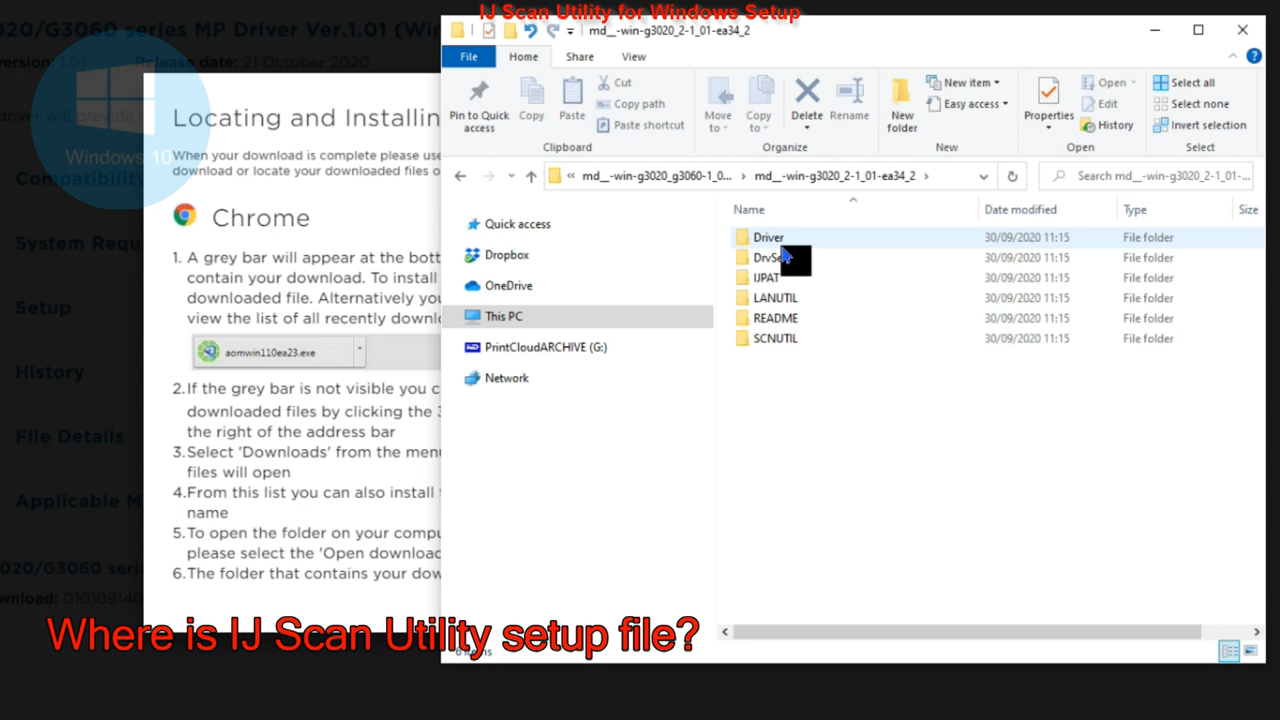 IJ Scan Utility for Windows Setup
020/G3060 series MP Driver Ver.1.01 (Win
Release date: 21 October 2020
driver will provide
Windows 10
Compatibility
System Requ
Setup
History
File Details
Applicable M
020/G3060 serie
Locating and Installin
When your download is complete please use
download or locate your downloaded files o
Chrome
1. A grey bar will appear at the bott
contain your download. To install
downloaded file. Alternatively you
view the list of all recently downl
aomwin110ea23.exe
2.If the grey bar is not visible you c
downloaded files by clicking the 3
the right of the address bar
3.Select 'Downloads' from the menu
files will open
4.From this list you can also install
name
5.To open the folder on your compu
please select the 'Open download
6.The folder that contains your dow
md__-win-g3020_2-1_01-ea34_2
File Home Share View
Pin to Quick access
Copy
Paste
Cut
Copy path
Paste shortcut
Clipboard
Move to
Copy to
Delete
Rename
Organize
New folder
New item
Easy access
New
Properties
Open
Edit
History
Open
Select all
Select none
Invert selection
Select
« md__-win-g3020_g3060-1_0... › md__-win-g3020_2-1_01-ea34_2 ›
Search md__-win-g3020_2-1_01-...
Quick access
Dropbox
OneDrive
This PC
PrintCloudARCHIVE (G:)
Network
Name Date modified Type Size
Driver 30/09/2020 11:15 File folder
DrvSe 30/09/2020 11:15 File folder
IJPAT 30/09/2020 11:15 File folder
LANUTIL 30/09/2020 11:15 File folder
README 30/09/2020 11:15 File folder
SCNUTIL 30/09/2020 11:15 File folder
Where is IJ Scan Utility setup file?